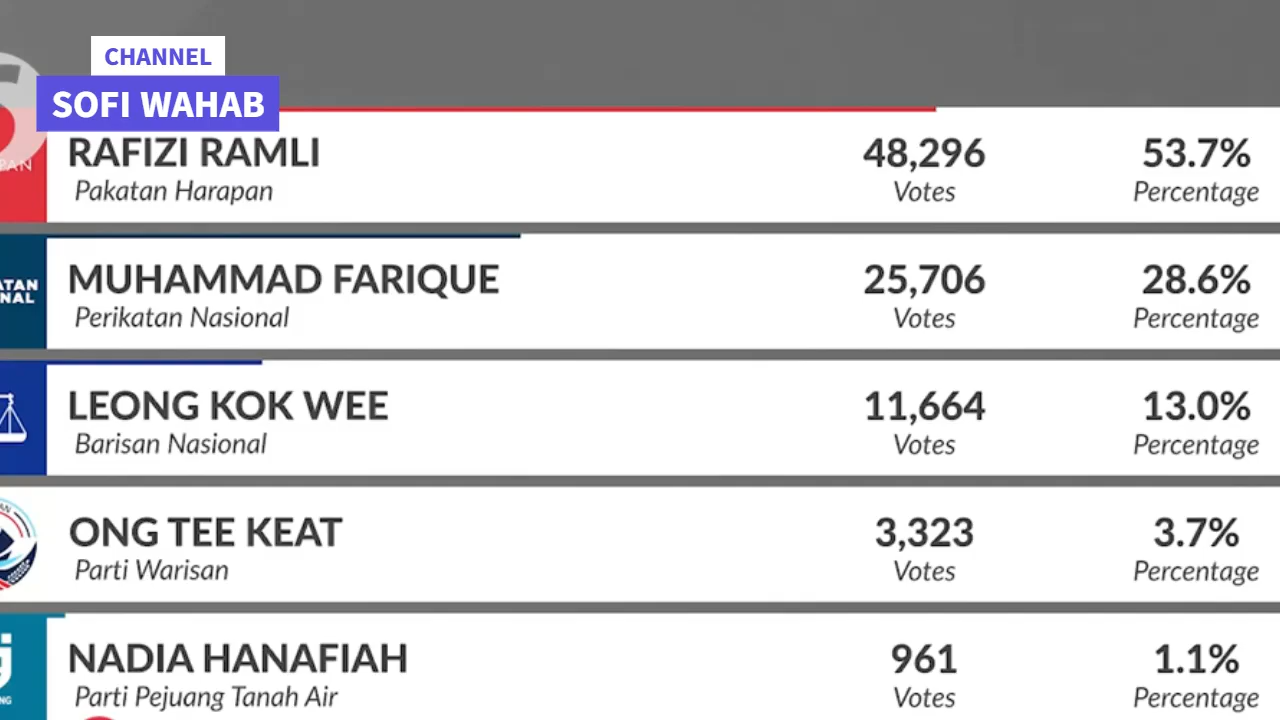 CHANNEL
SOFI WAHAB
RAFIZI RAMLI
Pakatan Harapan
48,296
Votes
53.7%
Percentage
MUHAMMAD FARIQUE
Perikatan Nasional
25,706
Votes
28.6%
Percentage
LEONG KOK WEE
Barisan Nasional
11,664
Votes
13.0%
Percentage
ONG TEE KEAT
Parti Warisan
3,323
Votes
3.7%
Percentage
NADIA HANAFIAH
Parti Pejuang Tanah Air
961
Votes
1.1%
Percentage